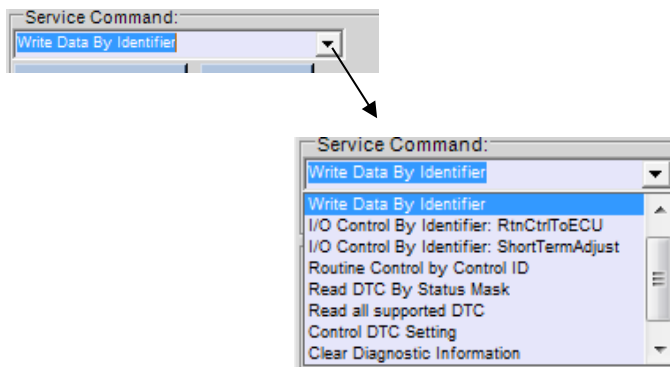 Service Command:
Write Data By Identifier
Service Command:
Write Data By Identifier
Write Data By Identifier
I/O Control By Identifier: RtnCtrlToECU
I/O Control By Identifier: ShortTermAdjust
Routine Control by Control ID
Read DTC By Status Mask
Read all supported DTC
Control DTC Setting
Clear Diagnostic Information